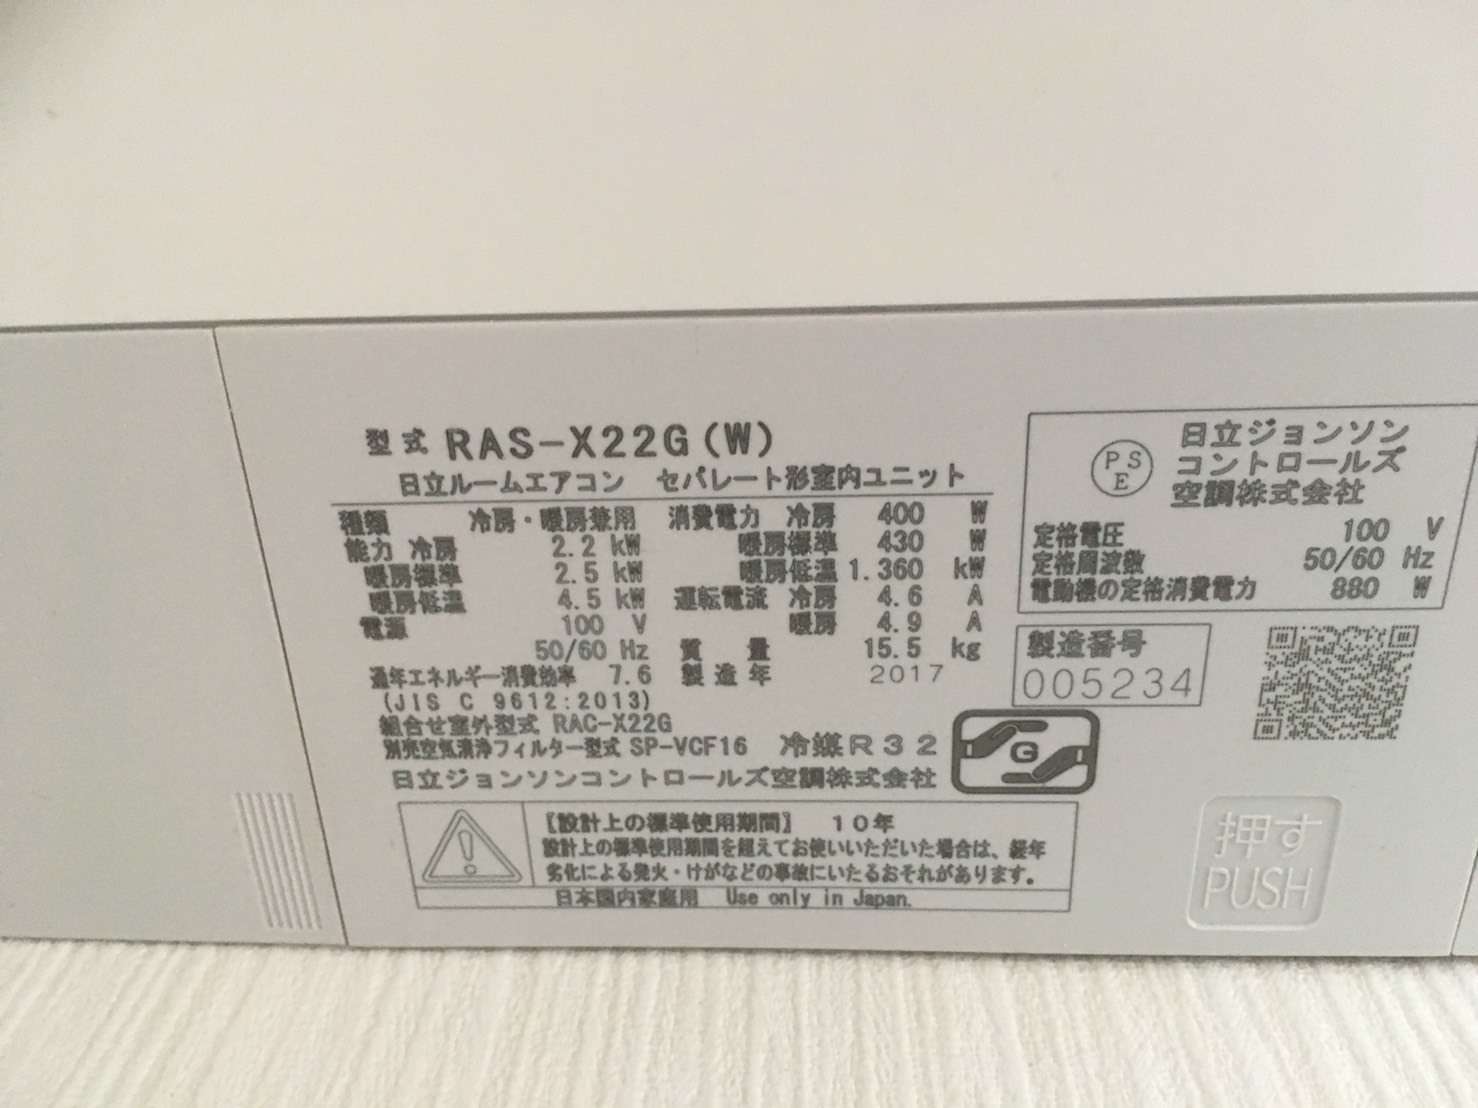 型式 RAS-X22G(W)
日立ルームエアコン セパレート形室内ユニット
種類 冷房・暖房兼用 消費電力 冷房 400 W
能力 冷房 2.2 kW 暖房標準 430 W
暖房標準 2.5 kW 暖房低温 1.360 kW
暖房低温 4.5 kW 運転電流 冷房 4.6 A
電源 100 V 暖房 4.9 A
50/60 Hz 質量 15.5 kg
通年エネルギー消費効率 7.6 製造年 2017
(JIS C 9612:2013)
組合せ室外型式 RAC-X22G
別売空気清浄フィルター型式 SP-VCF16 冷媒R32
日立ジョンソンコントロールズ空調株式会社
G
【設計上の標準使用期間】 10年
設計上の標準使用期間を超えてお使いいただいた場合は、経年
劣化による発火・けがなどの事故にいたるおそれがあります。
日本国内家庭用 Use only in Japan.
PSE
日立ジョンソン
コントロールズ
空調株式会社
定格電圧 100 V
定格周波数 50/60 Hz
電動機の定格消費電力 880 W
製造番号
005234
押す
PUSH